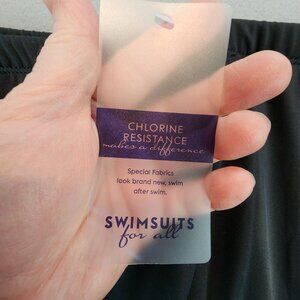 CHLORINE
RESISTANCE
makes a difference
Special Fabrics
look brand new, swim
after swim.
SWIMSUITS
for all